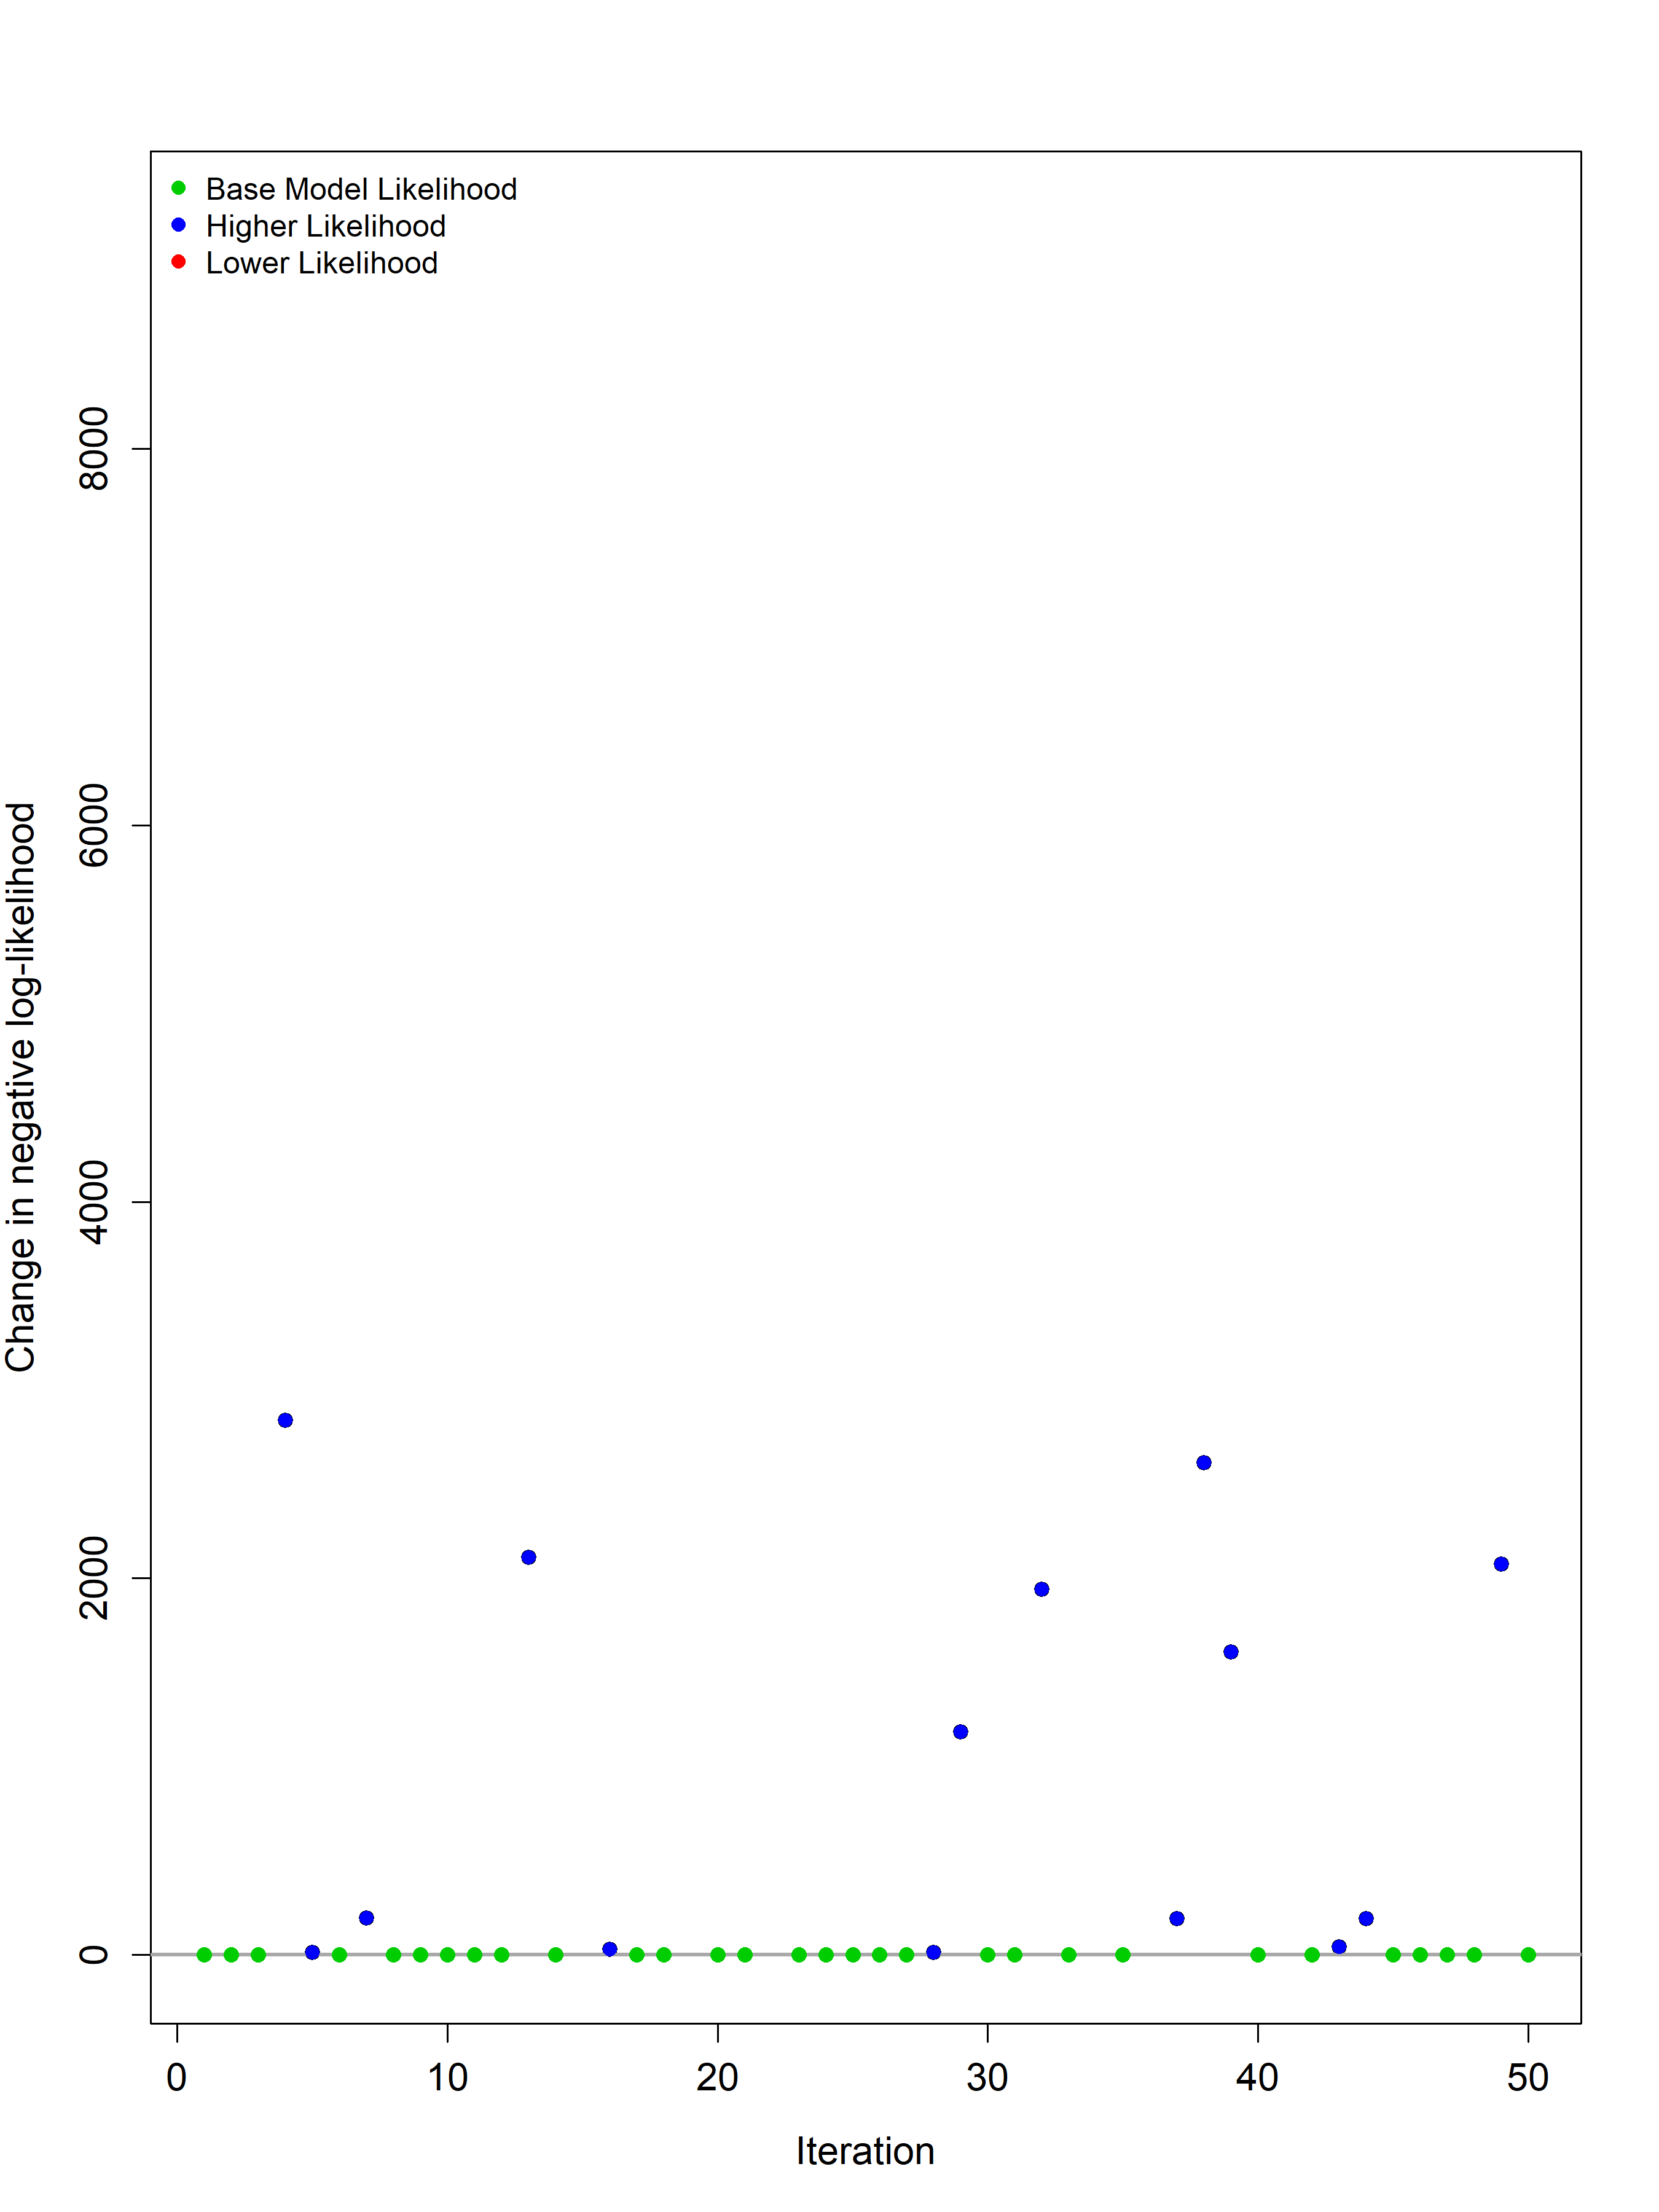 Base Model Likelihood
Higher Likelihood
Lower Likelihood
Change in negative log-likelihood
8000
6000
4000
2000
0
0 10 20 30 40 50
Iteration